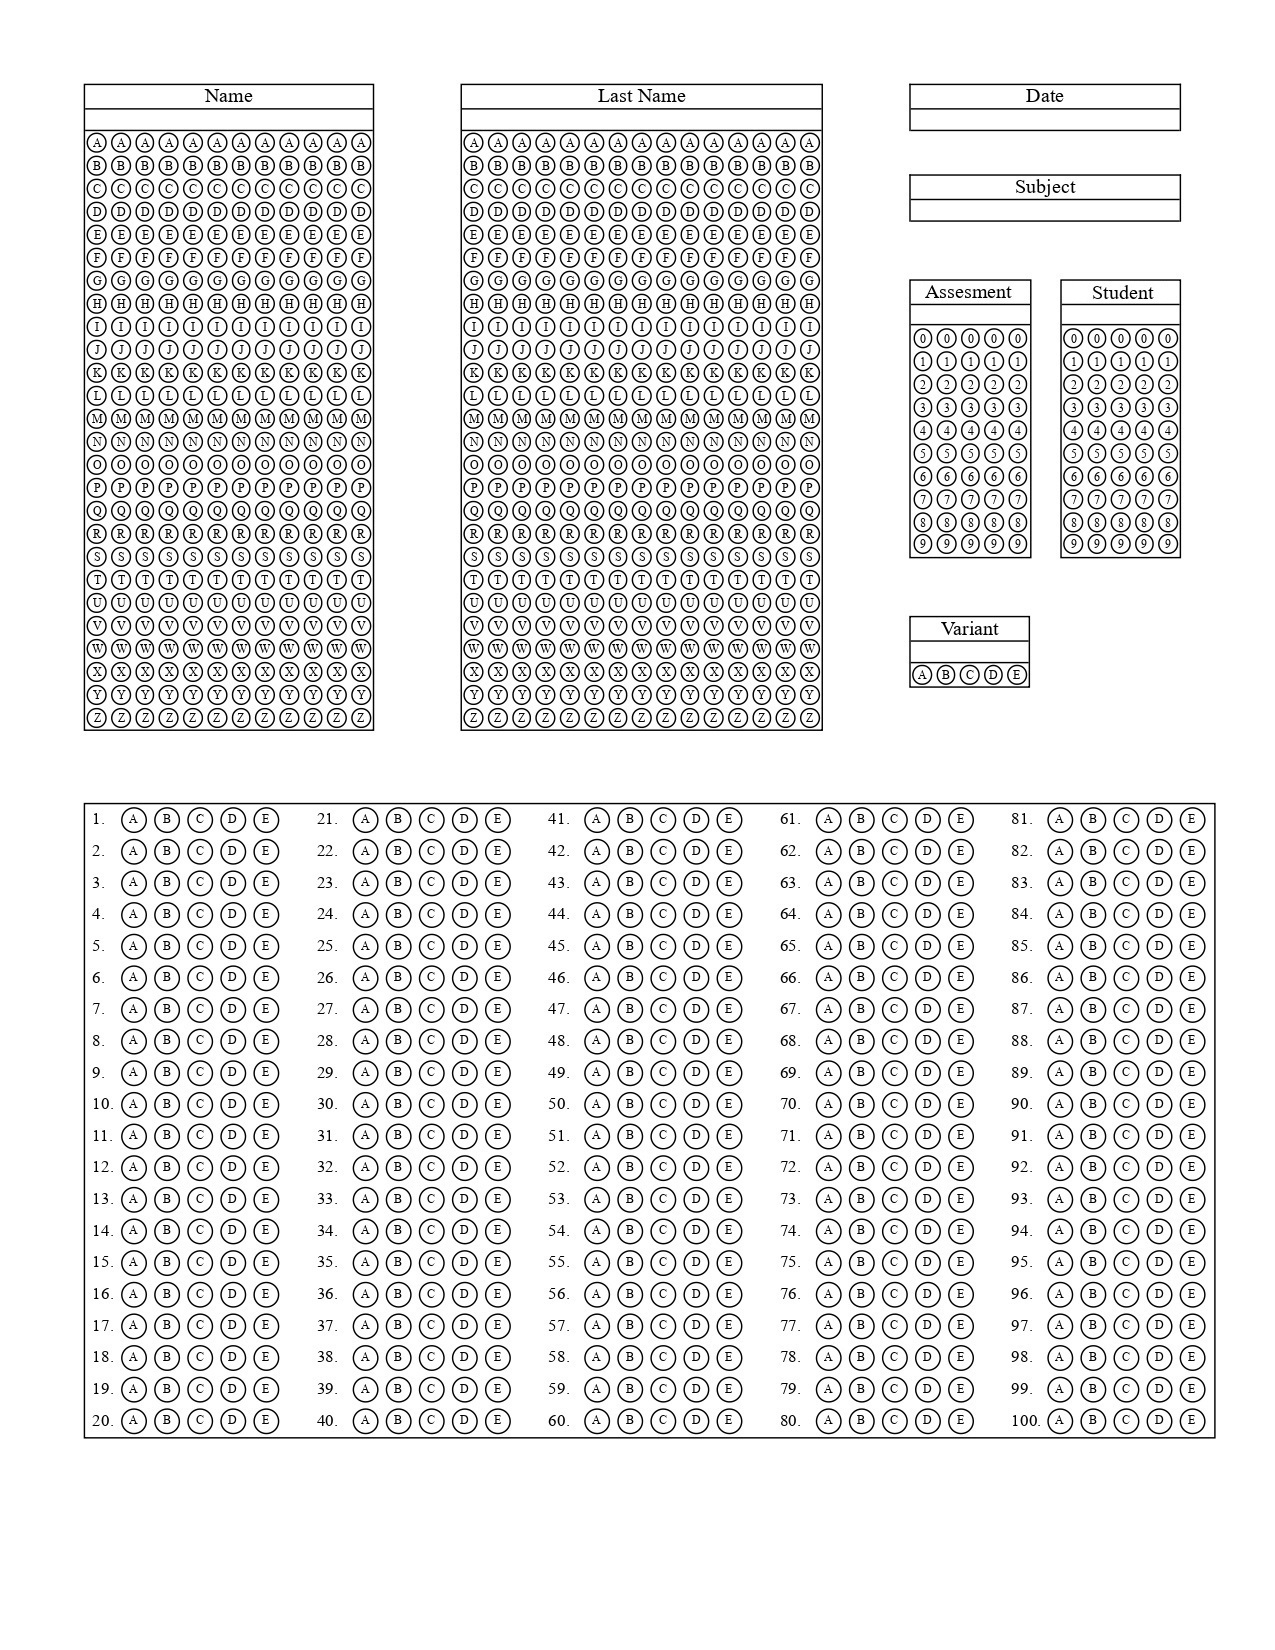 Name
A A A A A A A A A A A A
B B B B B B B B B B B B
C C C C C C C C C C C C
D D D D D D D D D D D D
E E E E E E E E E E E E
F F F F F F F F F F F F
G G G G G G G G G G G G
H H H H H H H H H H H H
I I I I I I I I I I I I
J J J J J J J J J J J J
K K K K K K K K K K K K
L L L L L L L L L L L L
M M M M M M M M M M M M
N N N N N N N N N N N N
O O O O O O O O O O O O
P P P P P P P P P P P P
Q Q Q Q Q Q Q Q Q Q Q Q
R R R R R R R R R R R R
S S S S S S S S S S S S
T T T T T T T T T T T T
U U U U U U U U U U U U
V V V V V V V V V V V V
W W W W W W W W W W W W
X X X X X X X X X X X X
Y Y Y Y Y Y Y Y Y Y Y Y
Z Z Z Z Z Z Z Z Z Z Z Z
Last Name
A A A A A A A A A A A A A A A
B B B B B B B B B B B B B B B
C C C C C C C C C C C C C C C
D D D D D D D D D D D D D D D
E E E E E E E E E E E E E E E
F F F F F F F F F F F F F F F
G G G G G G G G G G G G G G G
H H H H H H H H H H H H H H H
I I I I I I I I I I I I I I I
J J J J J J J J J J J J J J J
K K K K K K K K K K K K K K K
L L L L L L L L L L L L L L L
M M M M M M M M M M M M M M M
N N N N N N N N N N N N N N N
O O O O O O O O O O O O O O O
P P P P P P P P P P P P P P P
Q Q Q Q Q Q Q Q Q Q Q Q Q Q Q
R R R R R R R R R R R R R R R
S S S S S S S S S S S S S S S
T T T T T T T T T T T T T T T
U U U U U U U U U U U U U U U
V V V V V V V V V V V V V V V
W W W W W W W W W W W W W W W
X X X X X X X X X X X X X X X
Y Y Y Y Y Y Y Y Y Y Y Y Y Y Y
Z Z Z Z Z Z Z Z Z Z Z Z Z Z Z
Date
Subject
Assesment
0 0 0 0 0
1 1 1 1 1
2 2 2 2 2
3 3 3 3 3
4 4 4 4 4
5 5 5 5 5
6 6 6 6 6
7 7 7 7 7
8 8 8 8 8
9 9 9 9 9
Student
0 0 0 0 0
1 1 1 1 1
2 2 2 2 2
3 3 3 3 3
4 4 4 4 4
5 5 5 5 5
6 6 6 6 6
7 7 7 7 7
8 8 8 8 8
9 9 9 9 9
Variant
A B C D E
1. A B C D E 21. A B C D E 41. A B C D E 61. A B C D E 81. A B C D E
2. A B C D E 22. A B C D E 42. A B C D E 62. A B C D E 82. A B C D E
3. A B C D E 23. A B C D E 43. A B C D E 63. A B C D E 83. A B C D E
4. A B C D E 24. A B C D E 44. A B C D E 64. A B C D E 84. A B C D E
5. A B C D E 25. A B C D E 45. A B C D E 65. A B C D E 85. A B C D E
6. A B C D E 26. A B C D E 46. A B C D E 66. A B C D E 86. A B C D E
7. A B C D E 27. A B C D E 47. A B C D E 67. A B C D E 87. A B C D E
8. A B C D E 28. A B C D E 48. A B C D E 68. A B C D E 88. A B C D E
9. A B C D E 29. A B C D E 49. A B C D E 69. A B C D E 89. A B C D E
10. A B C D E 30. A B C D E 50. A B C D E 70. A B C D E 90. A B C D E
11. A B C D E 31. A B C D E 51. A B C D E 71. A B C D E 91. A B C D E
12. A B C D E 32. A B C D E 52. A B C D E 72. A B C D E 92. A B C D E
13. A B C D E 33. A B C D E 53. A B C D E 73. A B C D E 93. A B C D E
14. A B C D E 34. A B C D E 54. A B C D E 74. A B C D E 94. A B C D E
15. A B C D E 35. A B C D E 55. A B C D E 75. A B C D E 95. A B C D E
16. A B C D E 36. A B C D E 56. A B C D E 76. A B C D E 96. A B C D E
17. A B C D E 37. A B C D E 57. A B C D E 77. A B C D E 97. A B C D E
18. A B C D E 38. A B C D E 58. A B C D E 78. A B C D E 98. A B C D E
19. A B C D E 39. A B C D E 59. A B C D E 79. A B C D E 99. A B C D E
20. A B C D E 40. A B C D E 60. A B C D E 80. A B C D E 100. A B C D E